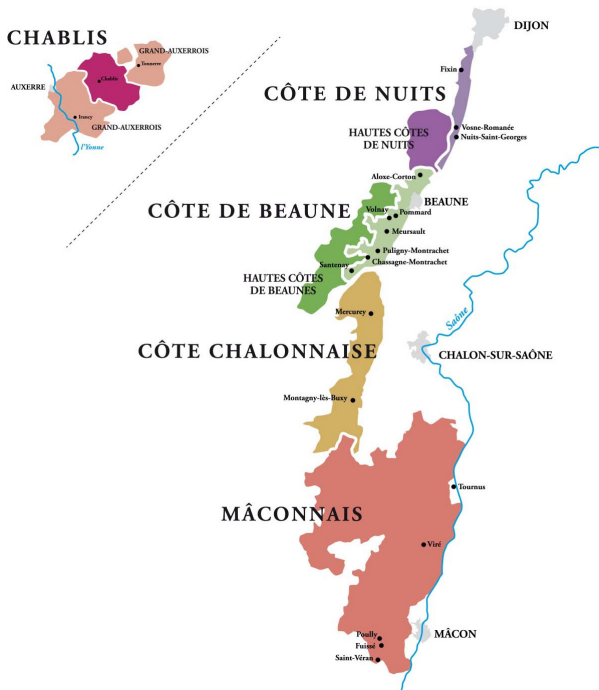 CHABLIS
GRAND-AUXERROIS
Tonnerre
Chablis
AUXERRE
Irancy
GRAND-AUXERROIS
l'Yonne
DIJON
Fixin
CÔTE DE NUITS
HAUTES CÔTES
DE NUITS
Vosne-Romanée
Nuits-Saint-Georges
Aloxe-Corton
BEAUNE
CÔTE DE BEAUNE
Volnay
Pommard
Meursault
Puligny-Montrachet
Chassagne-Montrachet
Santenay
HAUTES CÔTES
DE BEAUNES
Mercurey
Saône
CÔTE CHALONNAISE
CHALON-SUR-SAÔNE
Montagny-lès-Buxy
Tournus
MÂCONNAIS
Viré
MÂCON
Poully
Fuissé
Saint-Véran